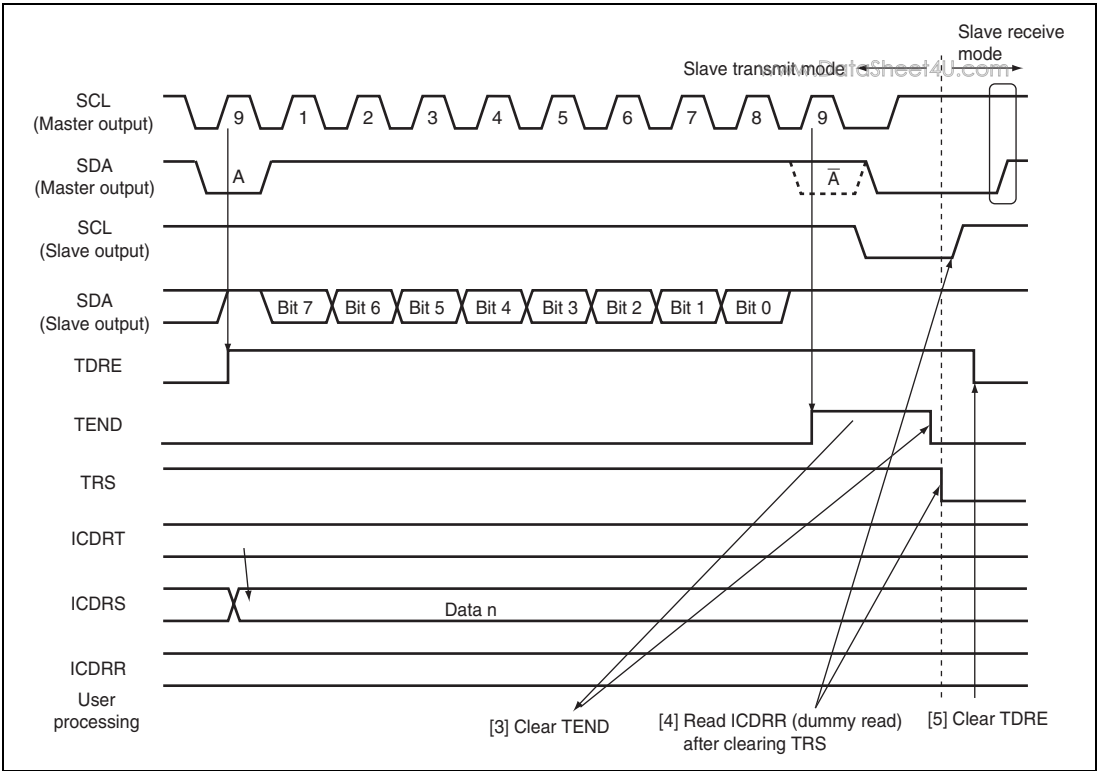 Slave receive
mode
Slave transmit mode
www.DataSheet4U.com
SCL
(Master output)
9 1 2 3 4 5 6 7 8 9
SDA
(Master output)
A
A̅
SCL
(Slave output)
SDA
(Slave output)
Bit 7 Bit 6 Bit 5 Bit 4 Bit 3 Bit 2 Bit 1 Bit 0
TDRE
TEND
TRS
ICDRT
ICDRS
Data n
ICDRR
User
processing
[3] Clear TEND
[4] Read ICDRR (dummy read)
after clearing TRS
[5] Clear TDRE